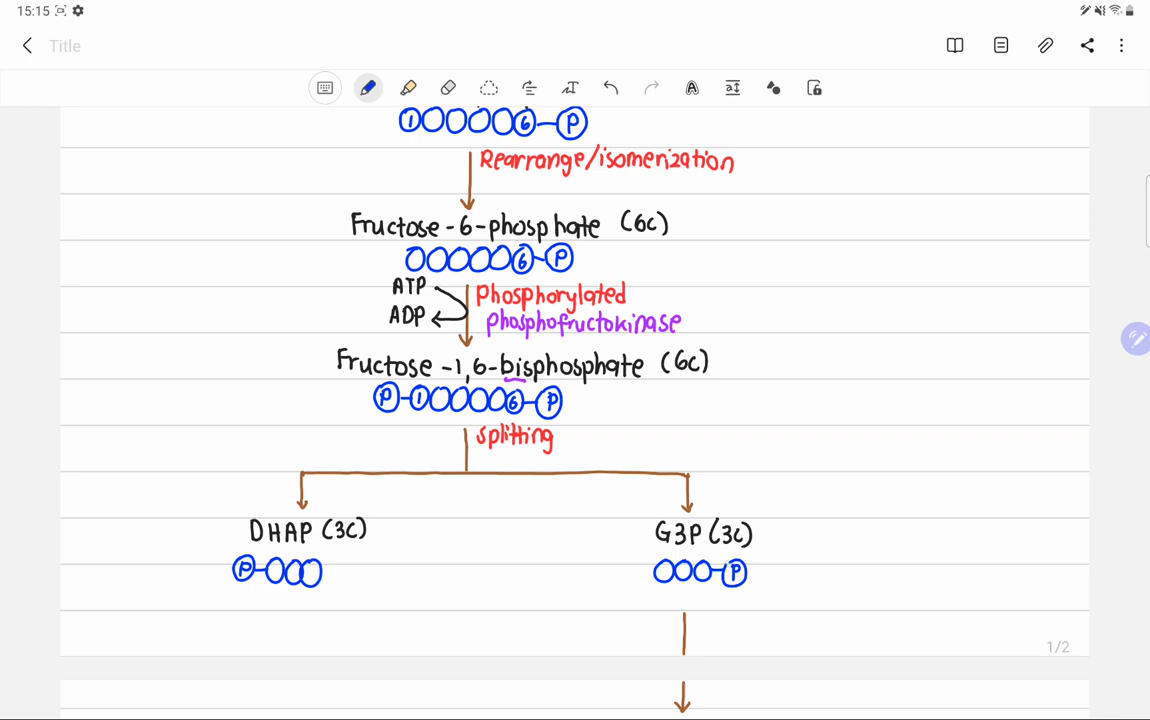 15:15
Title
1 6 P
Rearrange/isomerization
Fructose-6-phosphate (6C)
6 P
ATP
Phosphorylated
ADP
phosphofructokinase
Fructose-1,6-bisphosphate (6C)
P 1 6 P
splitting
DHAP (3C) G3P (3C)
P P
1/2